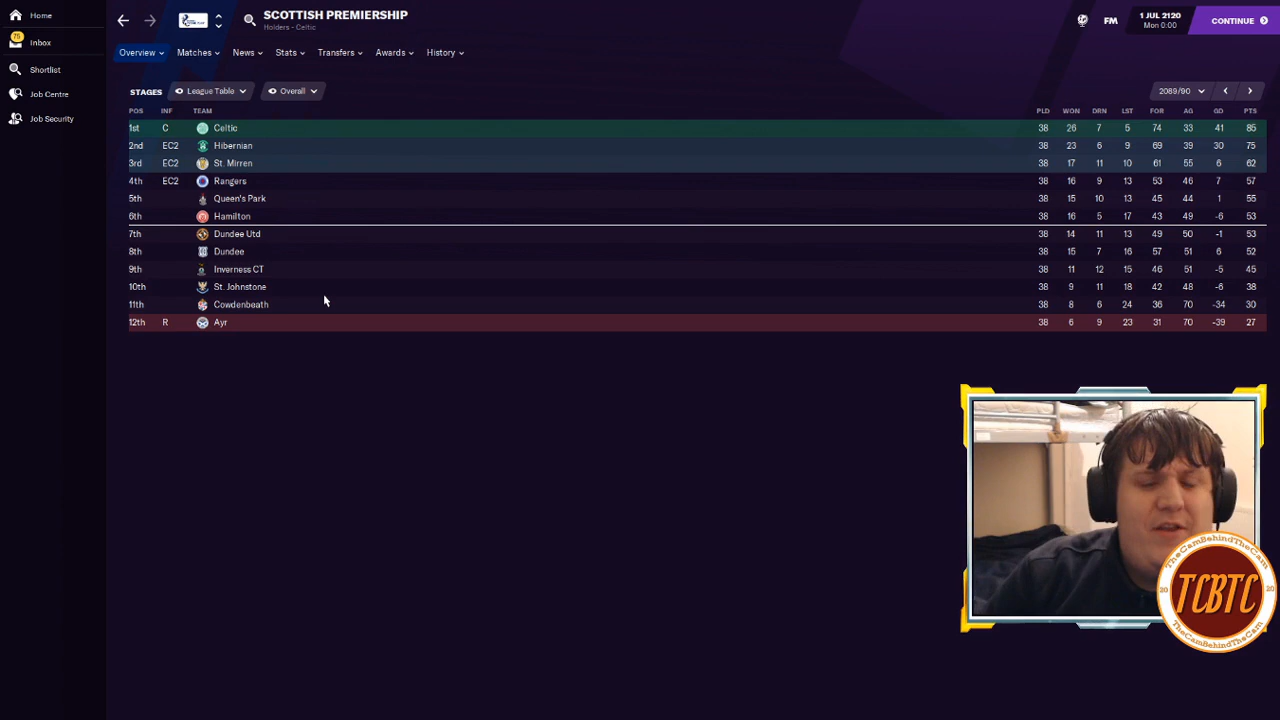 Home
75
Inbox
Shortlist
Job Centre
Job Security
SCOTTISH PREMIERSHIP
Holders - Celtic
FM
1 JUL 2120
Mon 0:00
CONTINUE
Overview Matches News Stats Transfers Awards History
STAGES League Table Overall 2089/90
POS INF TEAM PLD WON DRN LST FOR AG GD PTS
1st C Celtic 38 26 7 5 74 33 41 85
2nd EC2 Hibernian 38 23 6 9 69 39 30 75
3rd EC2 St. Mirren 38 17 11 10 61 55 6 62
4th EC2 Rangers 38 16 9 13 53 46 7 57
5th Queen's Park 38 15 10 13 45 44 1 55
6th Hamilton 38 16 5 17 43 49 -6 53
7th Dundee Utd 38 14 11 13 49 50 -1 53
8th Dundee 38 15 7 16 57 51 6 52
9th Inverness CT 38 11 12 15 46 51 -5 45
10th St. Johnstone 38 9 11 18 42 48 -6 38
11th Cowdenbeath 38 8 6 24 36 70 -34 30
12th R Ayr 38 6 9 23 31 70 -39 27
TheCamBehindTheCam
20 TCBTC 20
TheCamBehindTheCam